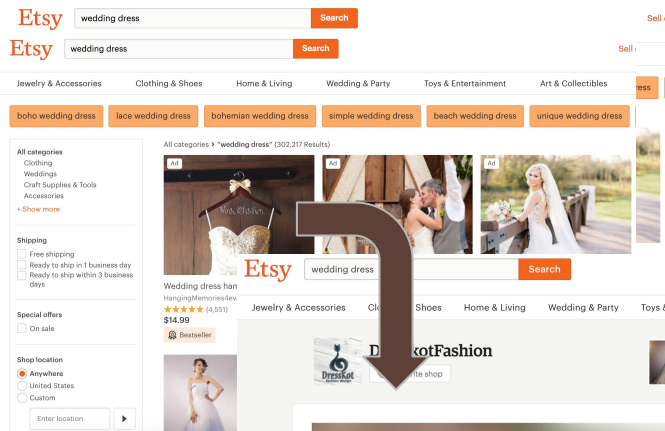 Etsy wedding dress Search
Sell
Etsy wedding dress Search
Sell
Jewelry & Accessories Clothing & Shoes Home & Living Wedding & Party Toys & Entertainment Art & Collectibles
boho wedding dress lace wedding dress bohemian wedding dress simple wedding dress beach wedding dress unique wedding dress
All categories > "wedding dress" (302,217 Results)
All categories
Clothing
Weddings
Craft Supplies & Tools
Accessories
+ Show more
Shipping
Free shipping
Ready to ship in 1 business day
Ready to ship within 3 business
days
Special offers
On sale
Shop location
Anywhere
United States
Custom
Enter location
Ad Ad Ad
Wedding dress han
HangingMemories4eve
(4,551)
$14.99
Bestseller
Etsy wedding dress Search
Jewelry & Accessories Shoes Home & Living Wedding & Party Toys &
DressKot
fashion design
kotFashion
shop